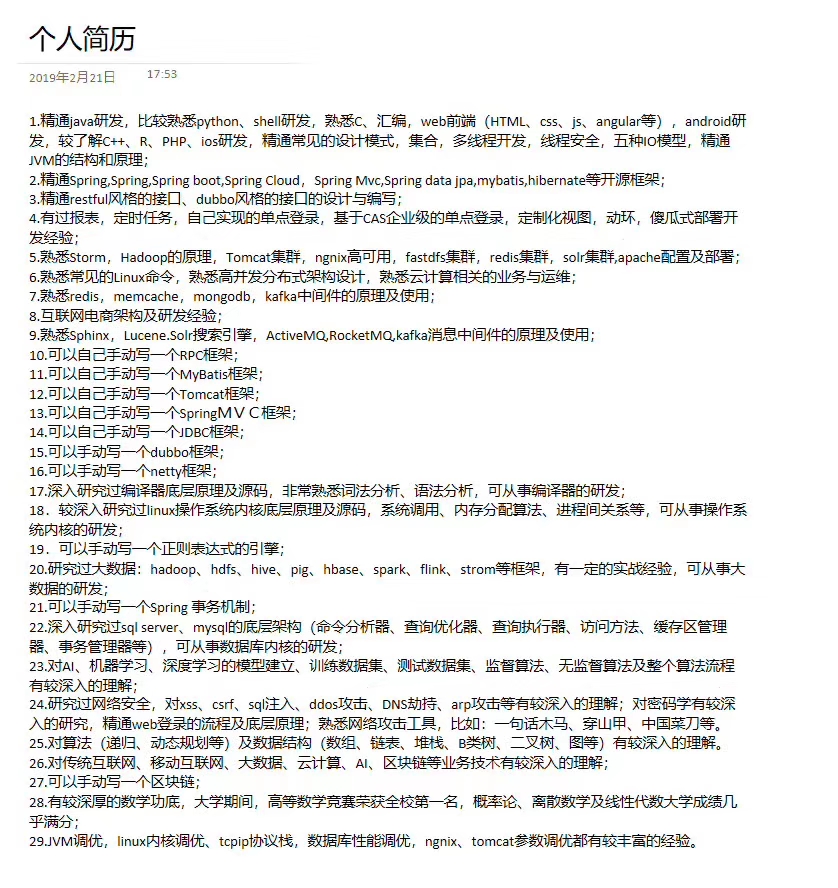 个人简历
2019年2月21日 17:53
1.精通java研发，比较熟悉python、shell研发，熟悉C、汇编，web前端（HTML、css、js、angular等），android研
发，较了解C++、R、PHP、ios研发，精通常见的设计模式，集合，多线程开发，线程安全，五种IO模型，精通
JVM的结构和原理；
2.精通Spring,Spring,Spring boot,Spring Cloud，Spring Mvc,Spring data jpa,mybatis,hibernate等开源框架；
3.精通restful风格的接口、dubbo风格的接口的设计与编写；
4.有过报表，定时任务，自己实现的单点登录，基于CAS企业级的单点登录，定制化视图，动环，傻瓜式部署开
发经验；
5.熟悉Storm，Hadoop的原理，Tomcat集群，ngnix高可用，fastdfs集群，redis集群，solr集群,apache配置及部署；
6.熟悉常见的Linux命令，熟悉高并发分布式架构设计，熟悉云计算相关的业务与运维；
7.熟悉redis，memcache，mongodb，kafka中间件的原理及使用；
8.互联网电商架构及研发经验；
9.熟悉Sphinx，Lucene.Solr搜索引擎，ActiveMQ,RocketMQ,kafka消息中间件的原理及使用；
10.可以自己手动写一个RPC框架；
11.可以自己手动写一个MyBatis框架；
12.可以自己手动写一个Tomcat框架；
13.可以自己手动写一个SpringＭＶＣ框架；
14.可以自己手动写一个JDBC框架；
15.可以手动写一个dubbo框架；
16.可以手动写一个netty框架；
17.深入研究过编译器底层原理及源码，非常熟悉词法分析、语法分析，可从事编译器的研发；
18．较深入研究过linux操作系统内核底层原理及源码，系统调用、内存分配算法、进程间关系等，可从事操作系
统内核的研发；
19．可以手动写一个正则表达式的引擎；
20.研究过大数据：hadoop、hdfs、hive、pig、hbase、spark、flink、strom等框架，有一定的实战经验，可从事大
数据的研发；
21.可以手动写一个Spring 事务机制；
22.深入研究过sql server、mysql的底层架构（命令分析器、查询优化器、查询执行器、访问方法、缓存区管理
器、事务管理器等），可从事数据库内核的研发；
23.对AI、机器学习、深度学习的模型建立、训练数据集、测试数据集、监督算法、无监督算法及整个算法流程
有较深入的理解；
24.研究过网络安全，对xss、csrf、sql注入、ddos攻击、DNS劫持、arp攻击等有较深入的理解；对密码学有较深
入的研究，精通web登录的流程及底层原理；熟悉网络攻击工具，比如：一句话木马、穿山甲、中国菜刀等。
25.对算法（递归、动态规划等）及数据结构（数组、链表、堆栈、B类树、二叉树、图等）有较深入的理解。
26.对传统互联网、移动互联网、大数据、云计算、AI、区块链等业务技术有较深入的理解；
27.可以手动写一个区块链；
28.有较深厚的数学功底，大学期间，高等数学竞赛荣获全校第一名，概率论、离散数学及线性代数大学成绩几
乎满分；
29.JVM调优，linux内核调优、tcpip协议栈，数据库性能调优，ngnix、tomcat参数调优都有较丰富的经验。